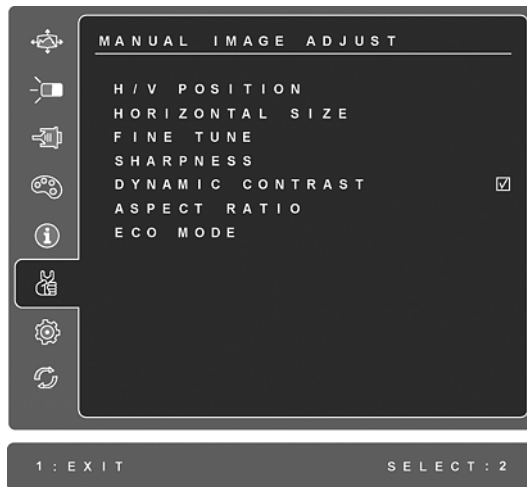 MANUAL IMAGE ADJUST
H/V POSITION
HORIZONTAL SIZE
FINE TUNE
SHARPNESS
DYNAMIC CONTRAST
ASPECT RATIO
ECO MODE
1:EXIT SELECT:2